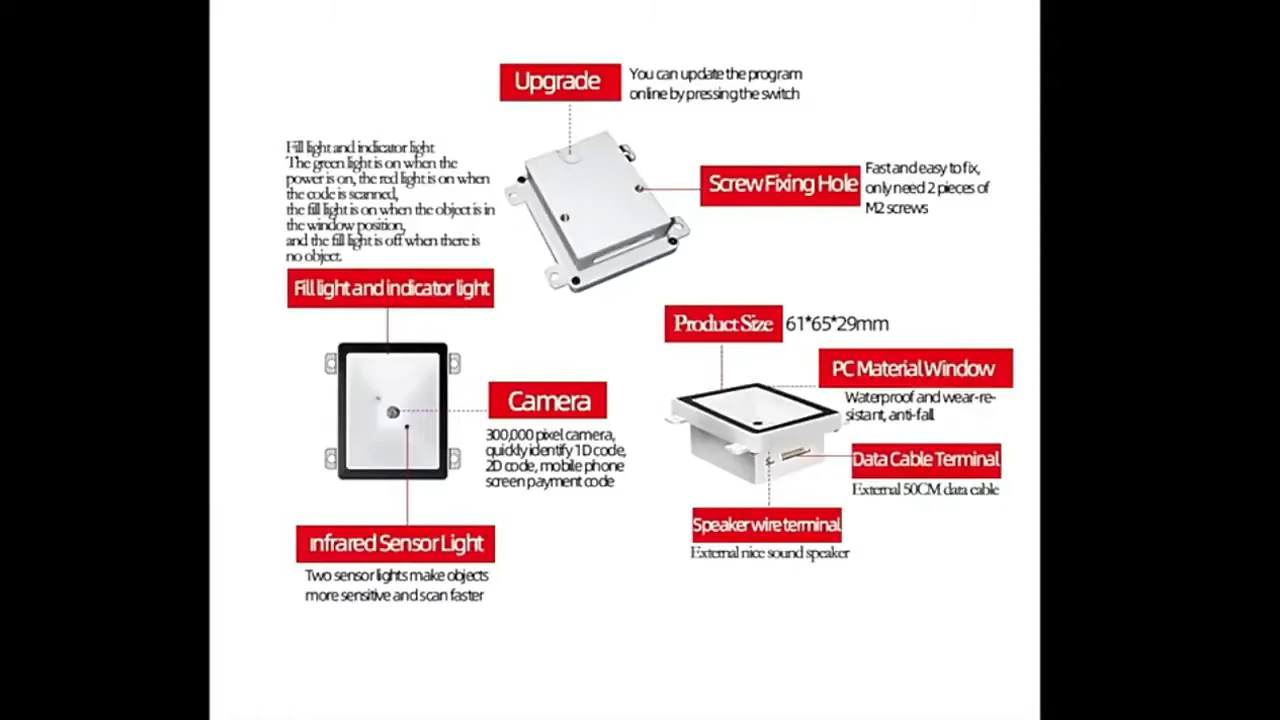 Upgrade
You can update the program
online by pressing the switch
Fill light and indicator light
The green light is on when the
power is on, the red light is on when
the code is scanned,
the fill light is on when the object is in
the window position,
and the fill light is off when there is
no object.
Fill light and indicator light
Screw Fixing Hole
Fast and easy to fix,
only need 2 pieces of
M2 screws
Product Size
61*65*29mm
PC Material Window
Waterproof and wear-re-
sistant, anti-fall
Camera
300,000 pixel camera,
quickly identify 1D code,
2D code, mobile phone
screen payment code
Data Cable Terminal
External 50CM data cable
Speaker wire terminal
External nice sound speaker
Infrared Sensor Light
Two sensor lights make objects
more sensitive and scan faster